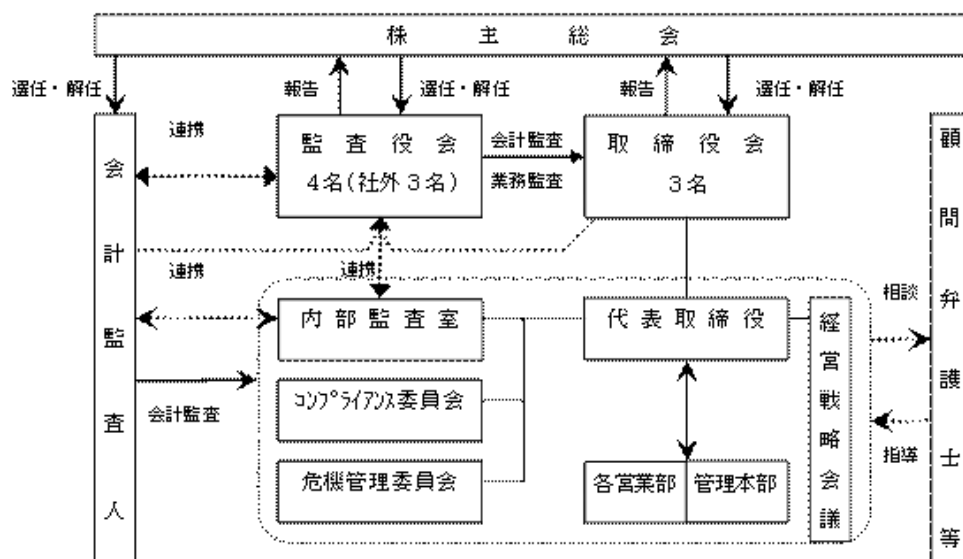 株主総会
選任・解任
報告
選任・解任
報告
選任・解任
連携
監査役会
4名(社外3名)
会計監査
業務監査
取締役会
3名
会計監査人
顧問弁護士等
連携
連携
内部監査室
代表取締役
経営戦略会議
相談
会計監査
コンプライアンス委員会
指導
危機管理委員会
各営業部
管理本部